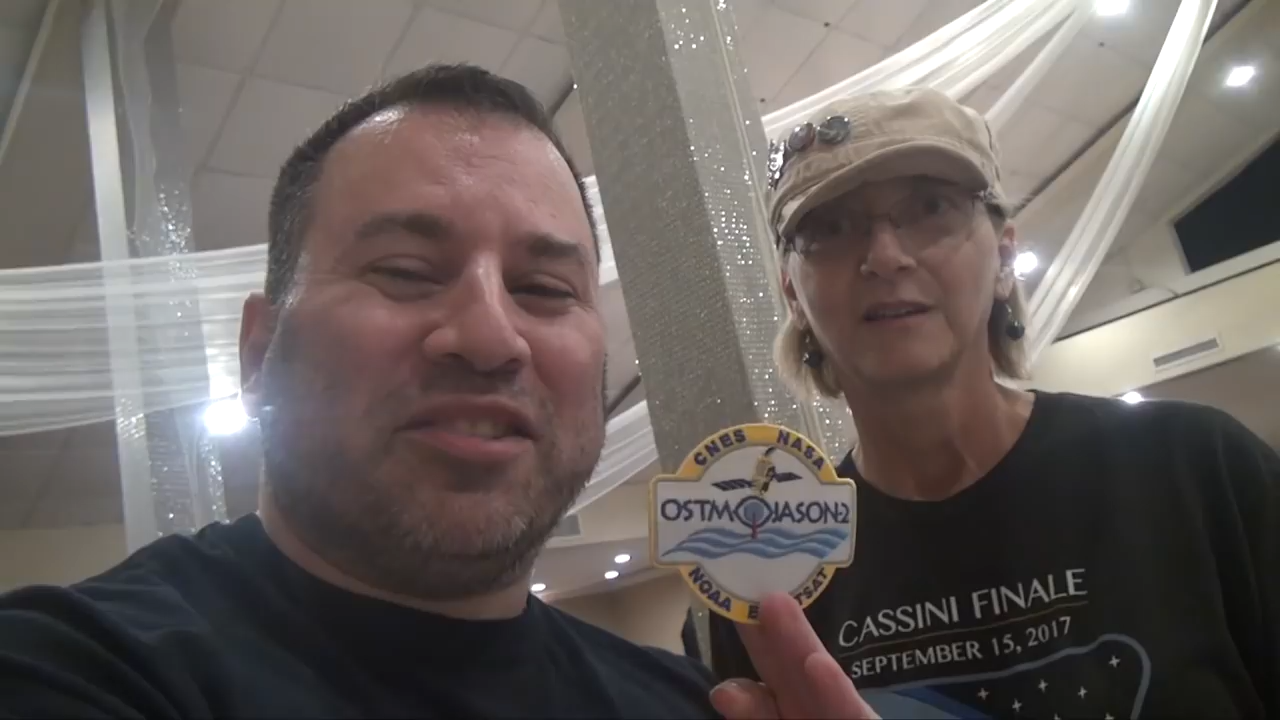 CNES NASA
OSTM JASON-2
NOAA
CASSINI FINALE
SEPTEMBER 15, 2017